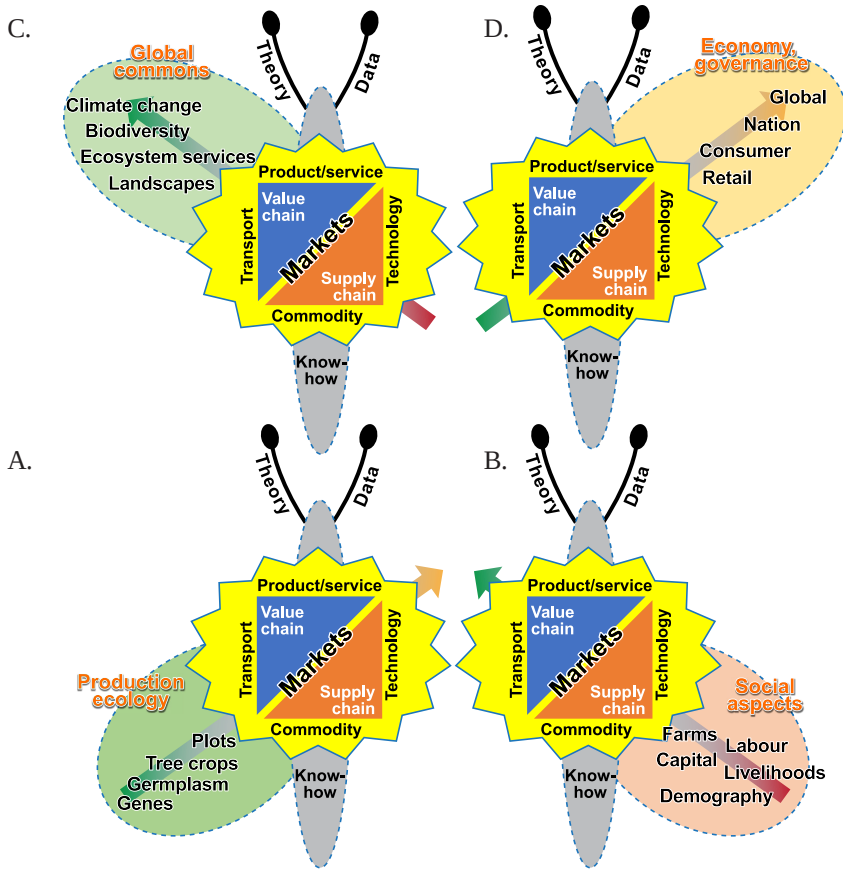 C.
Global
commons
Climate change
Biodiversity
Ecosystem services
Landscapes
Theory
Data
Product/service
Value
chain
Transport
Markets
Technology
Supply
chain
Commodity
Know-
how
D.
Economy,
governance
Global
Nation
Consumer
Retail
Theory
Data
Product/service
Value
chain
Transport
Markets
Technology
Supply
chain
Commodity
Know-
how
A.
Production
ecology
Plots
Tree crops
Germplasm
Genes
Theory
Data
Product/service
Value
chain
Transport
Markets
Technology
Supply
chain
Commodity
Know-
how
B.
Social
aspects
Farms
Labour
Capital
Livelihoods
Demography
Theory
Data
Product/service
Value
chain
Transport
Markets
Technology
Supply
chain
Commodity
Know-
how